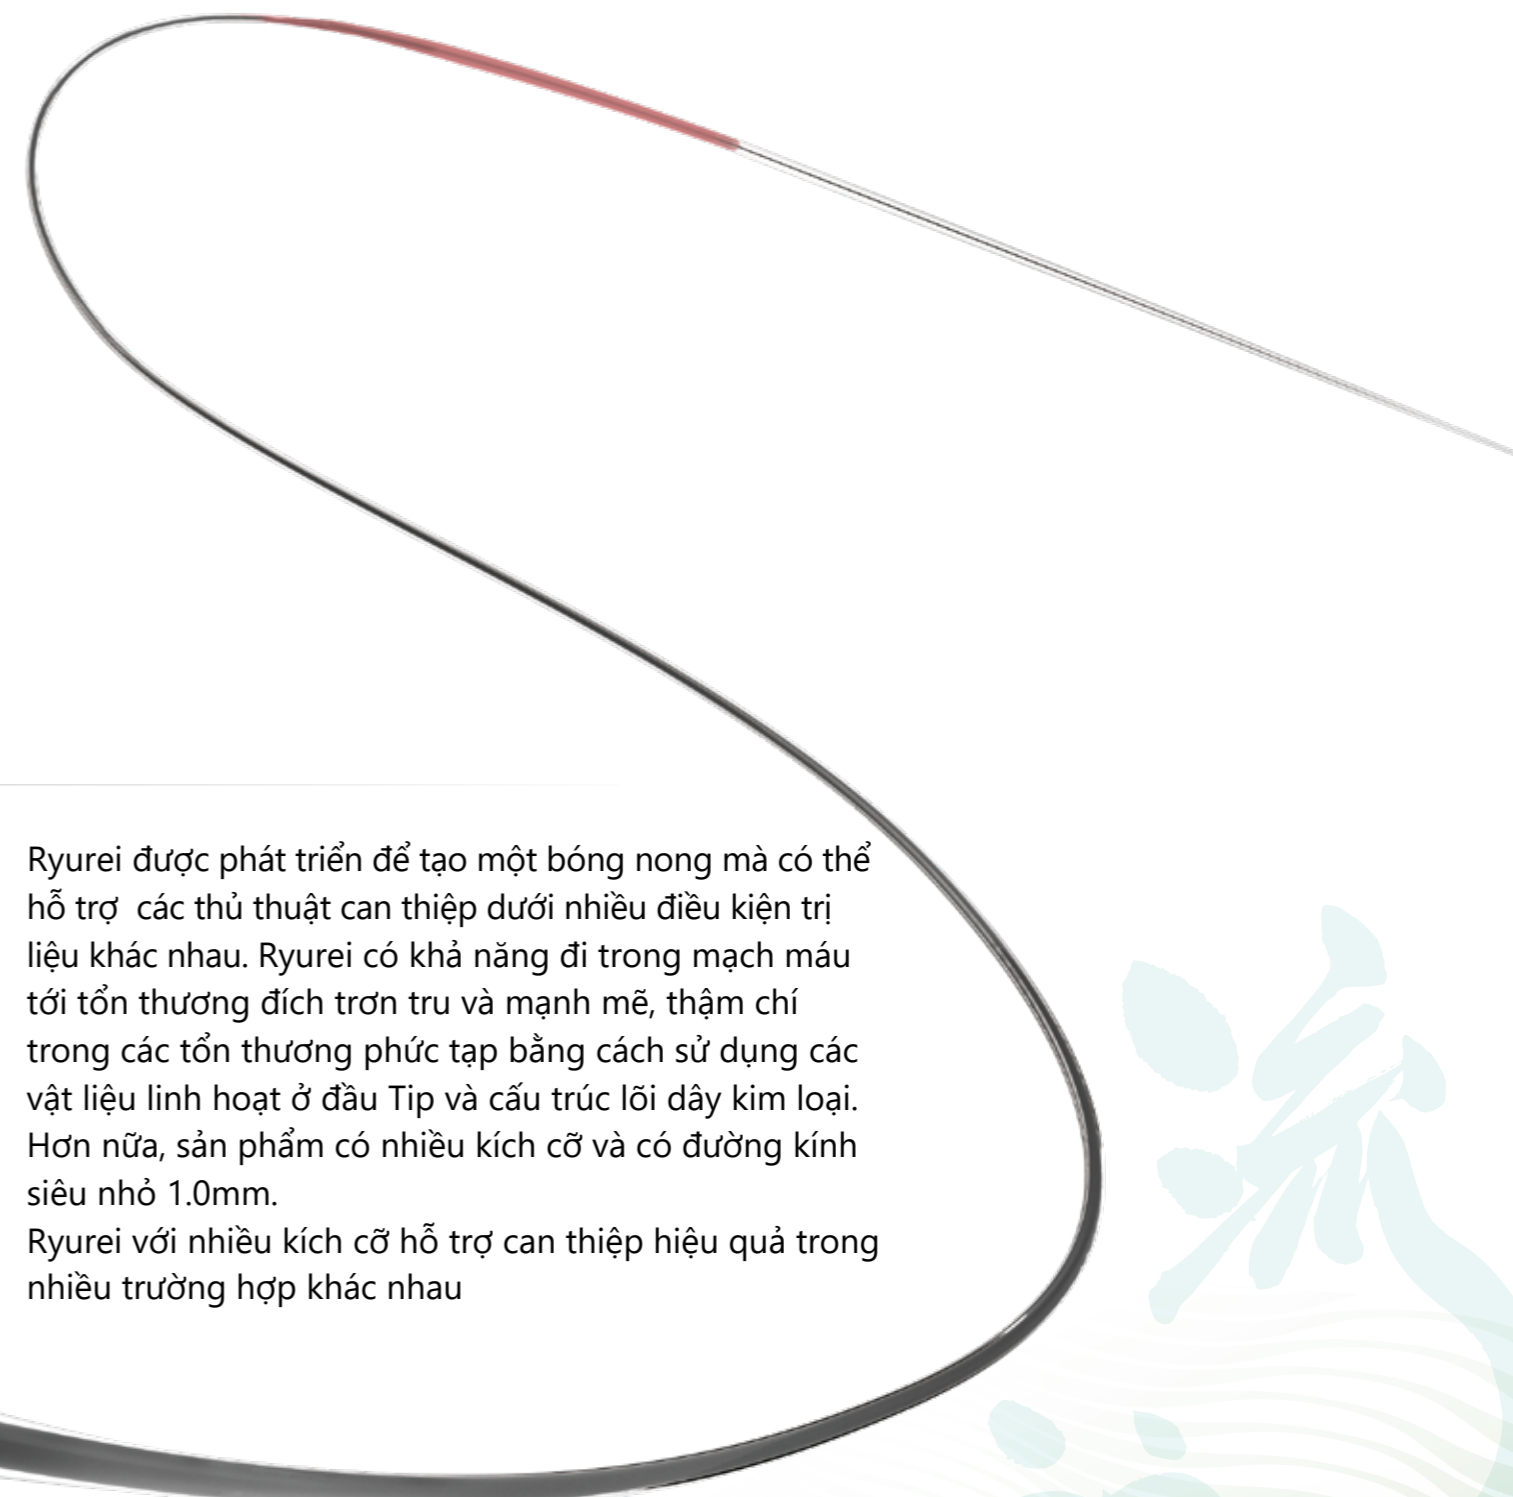 Ryurei được phát triển để tạo một bóng nong mà có thể
hỗ trợ  các thủ thuật can thiệp dưới nhiều điều kiện trị
liệu khác nhau. Ryurei có khả năng đi trong mạch máu
tới tổn thương đích trơn tru và mạnh mẽ, thậm chí
trong các tổn thương phức tạp bằng cách sử dụng các
vật liệu linh hoạt ở đầu Tip và cấu trúc lõi dây kim loại.
Hơn nữa, sản phẩm có nhiều kích cỡ và có đường kính
siêu nhỏ 1.0mm.
Ryurei với nhiều kích cỡ hỗ trợ can thiệp hiệu quả trong
nhiều trường hợp khác nhau
流